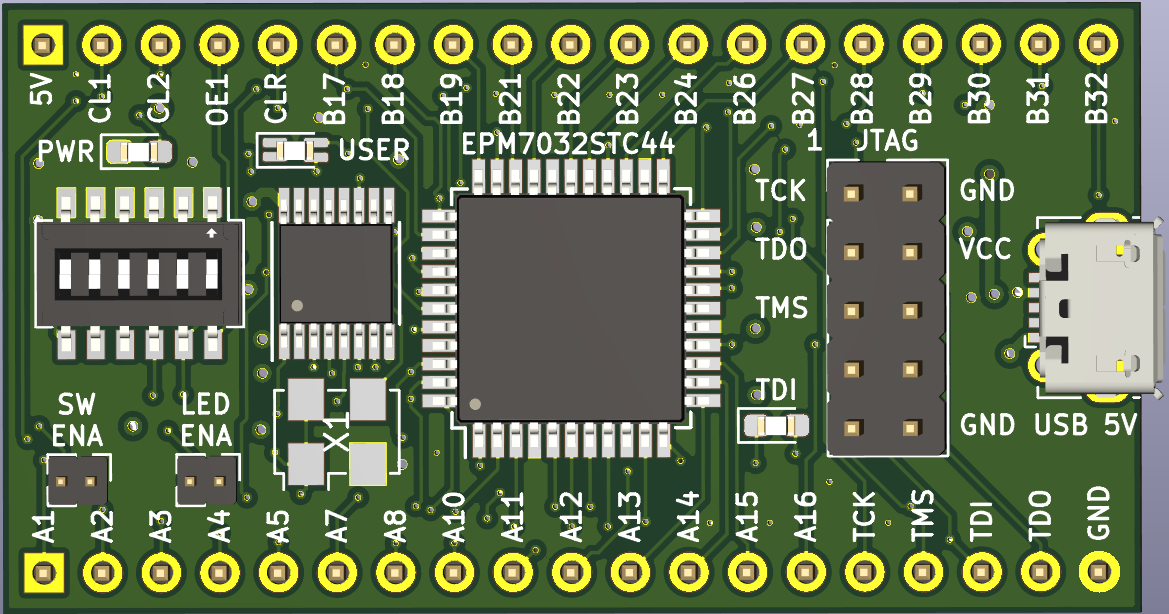 5V CL1 CL2 OE1 CLR B17 B18 B19 B21 B22 B23 B24 B26 B27 B28 B29 B30 B31 B32
PWR USER EPM7032STC44 1 JTAG
TCK GND
TDO VCC
TMS
TDI
SW ENA
LED ENA
X1
GND USB 5V
A1 A2 A3 A4 A5 A7 A8 A10 A11 A12 A13 A14 A15 A16 TCK TMS TDI TDO GND